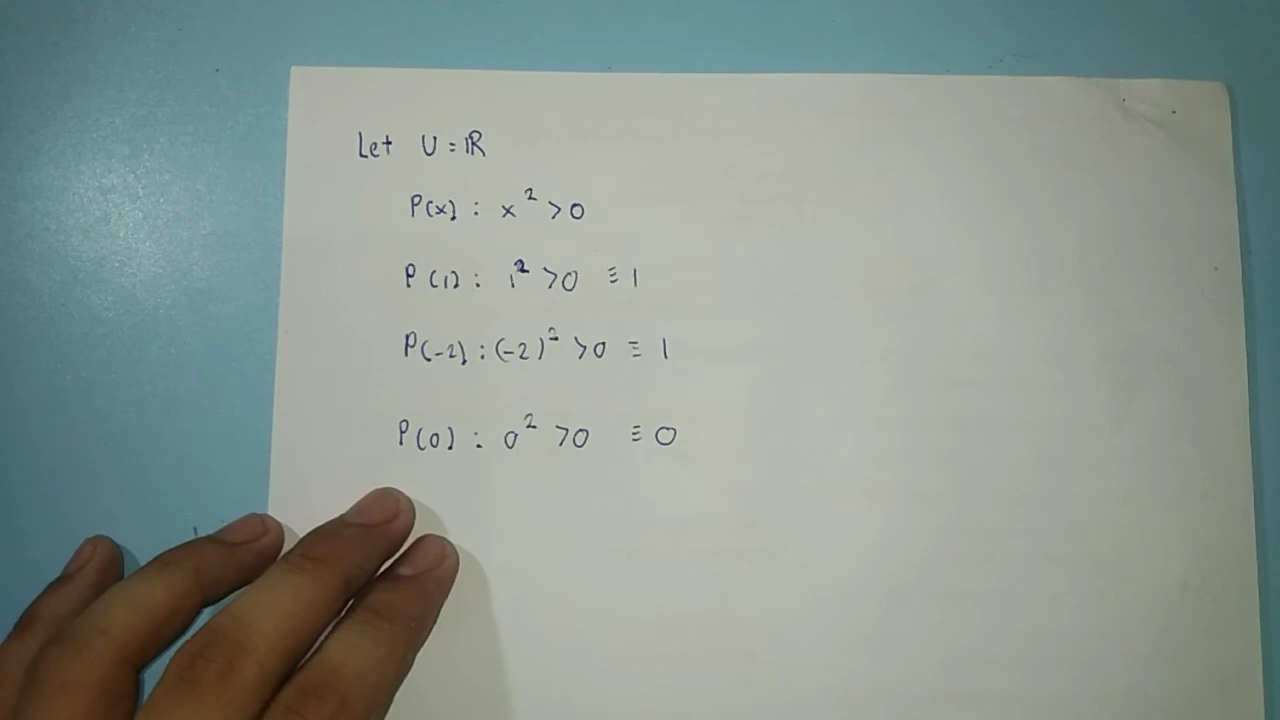 Let U = ℝ
P(x) : x² > 0
P(1) : 1² > 0 ≡ 1
P(-2) : (-2)² > 0 ≡ 1
P(0) : 0² > 0 ≡ 0